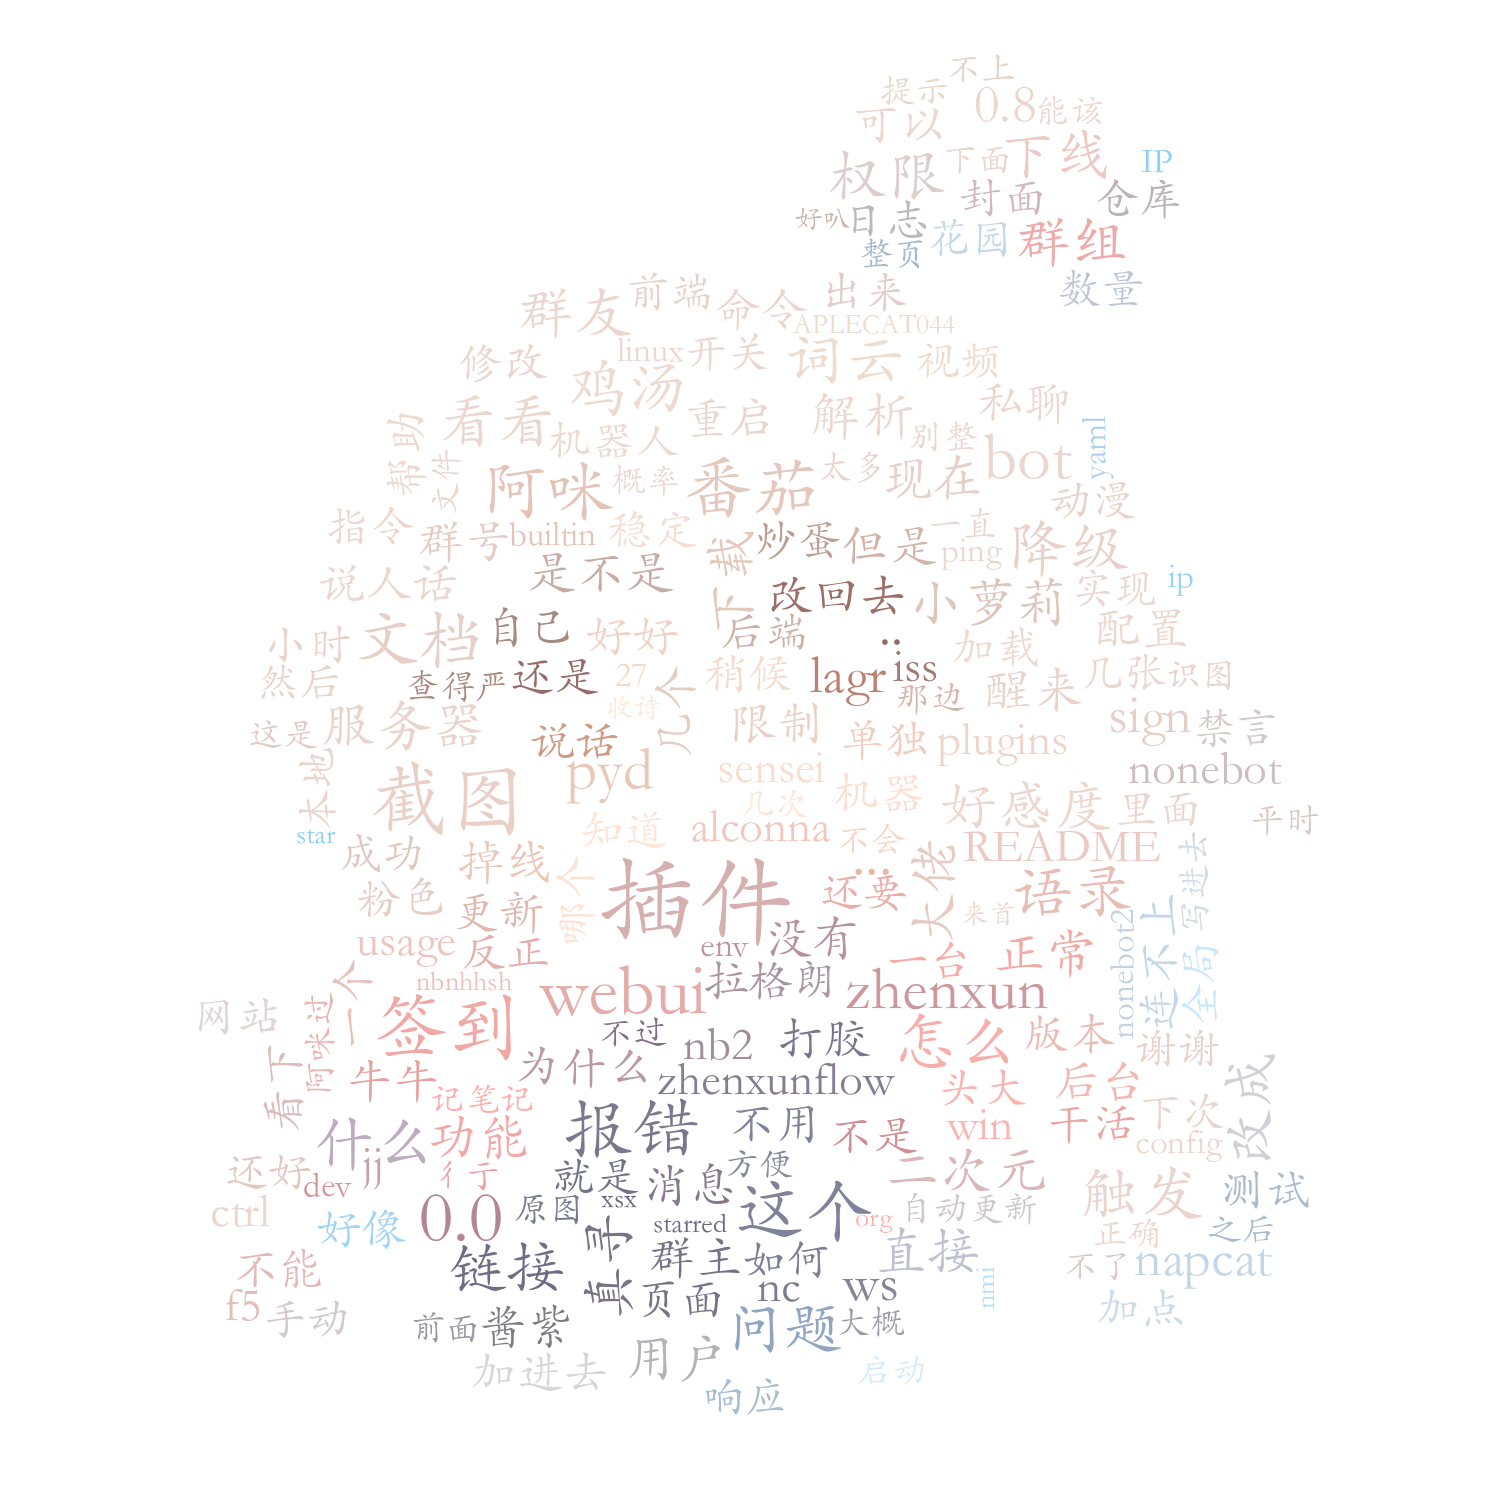 不上
提示
0.8
能该
可以
下线
下面
IP
权限
封面
仓库
好叭
日志
花园
群组
整页
数量
群友
前端
命令
出来
APLECAT044
修改
linux
开关
词云
视频
鸡汤
私聊
看看
重启
解析
帮助
机器人
别整
bot
yaml
文件
阿咪
概率
番茄
太多
现在
动漫
指令
群号
builtin
稳定
下载
炒蛋
但是
一直
ping
降级
说人话
是不是
改回去
小萝莉
实现
ip
小时
文档
自己
好好
后端
..
加载
配置
然后
查得严
还是
27
几个
稍候
lagr
iss
那边
醒来
几张
识图
收诗
这是
服务器
说话
限制
单独
plugins
sign
禁言
本地
截图
pyd
sensei
几次
机器
好感度
里面
nonebot
平时
star
成功
掉线
知道
alconna
不会
README
进去
粉色
更新
哪个
插件
...
还要
大佬
来首
语录
写
usage
反正
env
没有
一台
正常
nonebot2
连不上
全局
nbnhhsh
网站
阿咪过
一个
签到
webui
拉格朗
zhenxun
不过
nb2
打胶
怎么
版本
谢谢
看下
牛牛
为什么
zhenxunflow
头大
后台
改成
记笔记
什么
jj
功能
报错
不用
不是
win
干活
下次
config
还好
dev
彳亍
就是
消息
方便
二次元
触发
测试
ctrl
好像
0.0
原图
xsx
真寻
starred
这个
org
自动更新
正确
之后
不能
链接
群主
如何
直接
不了
napcat
f5
手动
页面
nc
ws
nmi
加点
前面
酱紫
问题
大概
加进去
用户
启动
响应